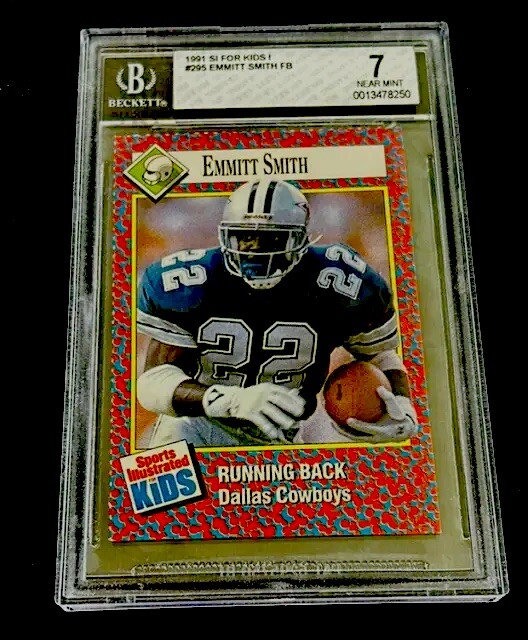 1991 SI FOR KIDS I
#295 EMMITT SMITH FB
7
NEAR MINT
0013478250
B
BECKETT
EMMITT SMITH
22
22
22
Sports
Illustrated
FOR
KIDS
RUNNING BACK
Dallas Cowboys